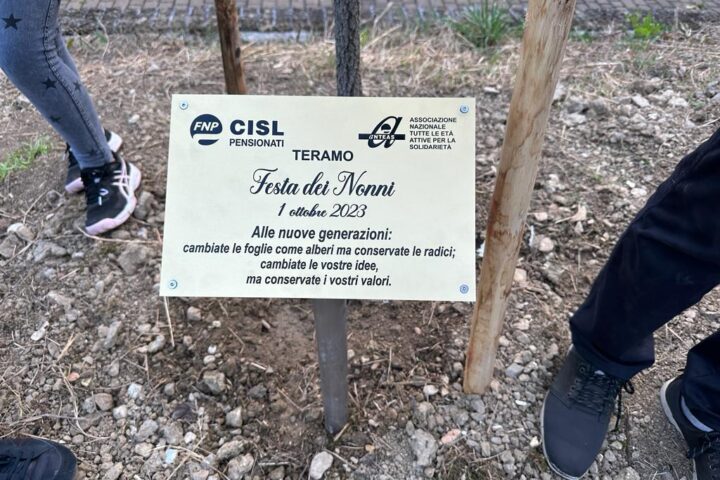 FNP CISL
PENSIONATI
anteas
ASSOCIAZIONE
NAZIONALE
TUTTE LE ETÀ
ATTIVE PER LA
SOLIDARIETÀ
TERAMO
Festa dei Nonni
1 ottobre 2023
Alle nuove generazioni:
cambiate le foglie come alberi ma conservate le radici;
cambiate le vostre idee,
ma conservate i vostri valori.